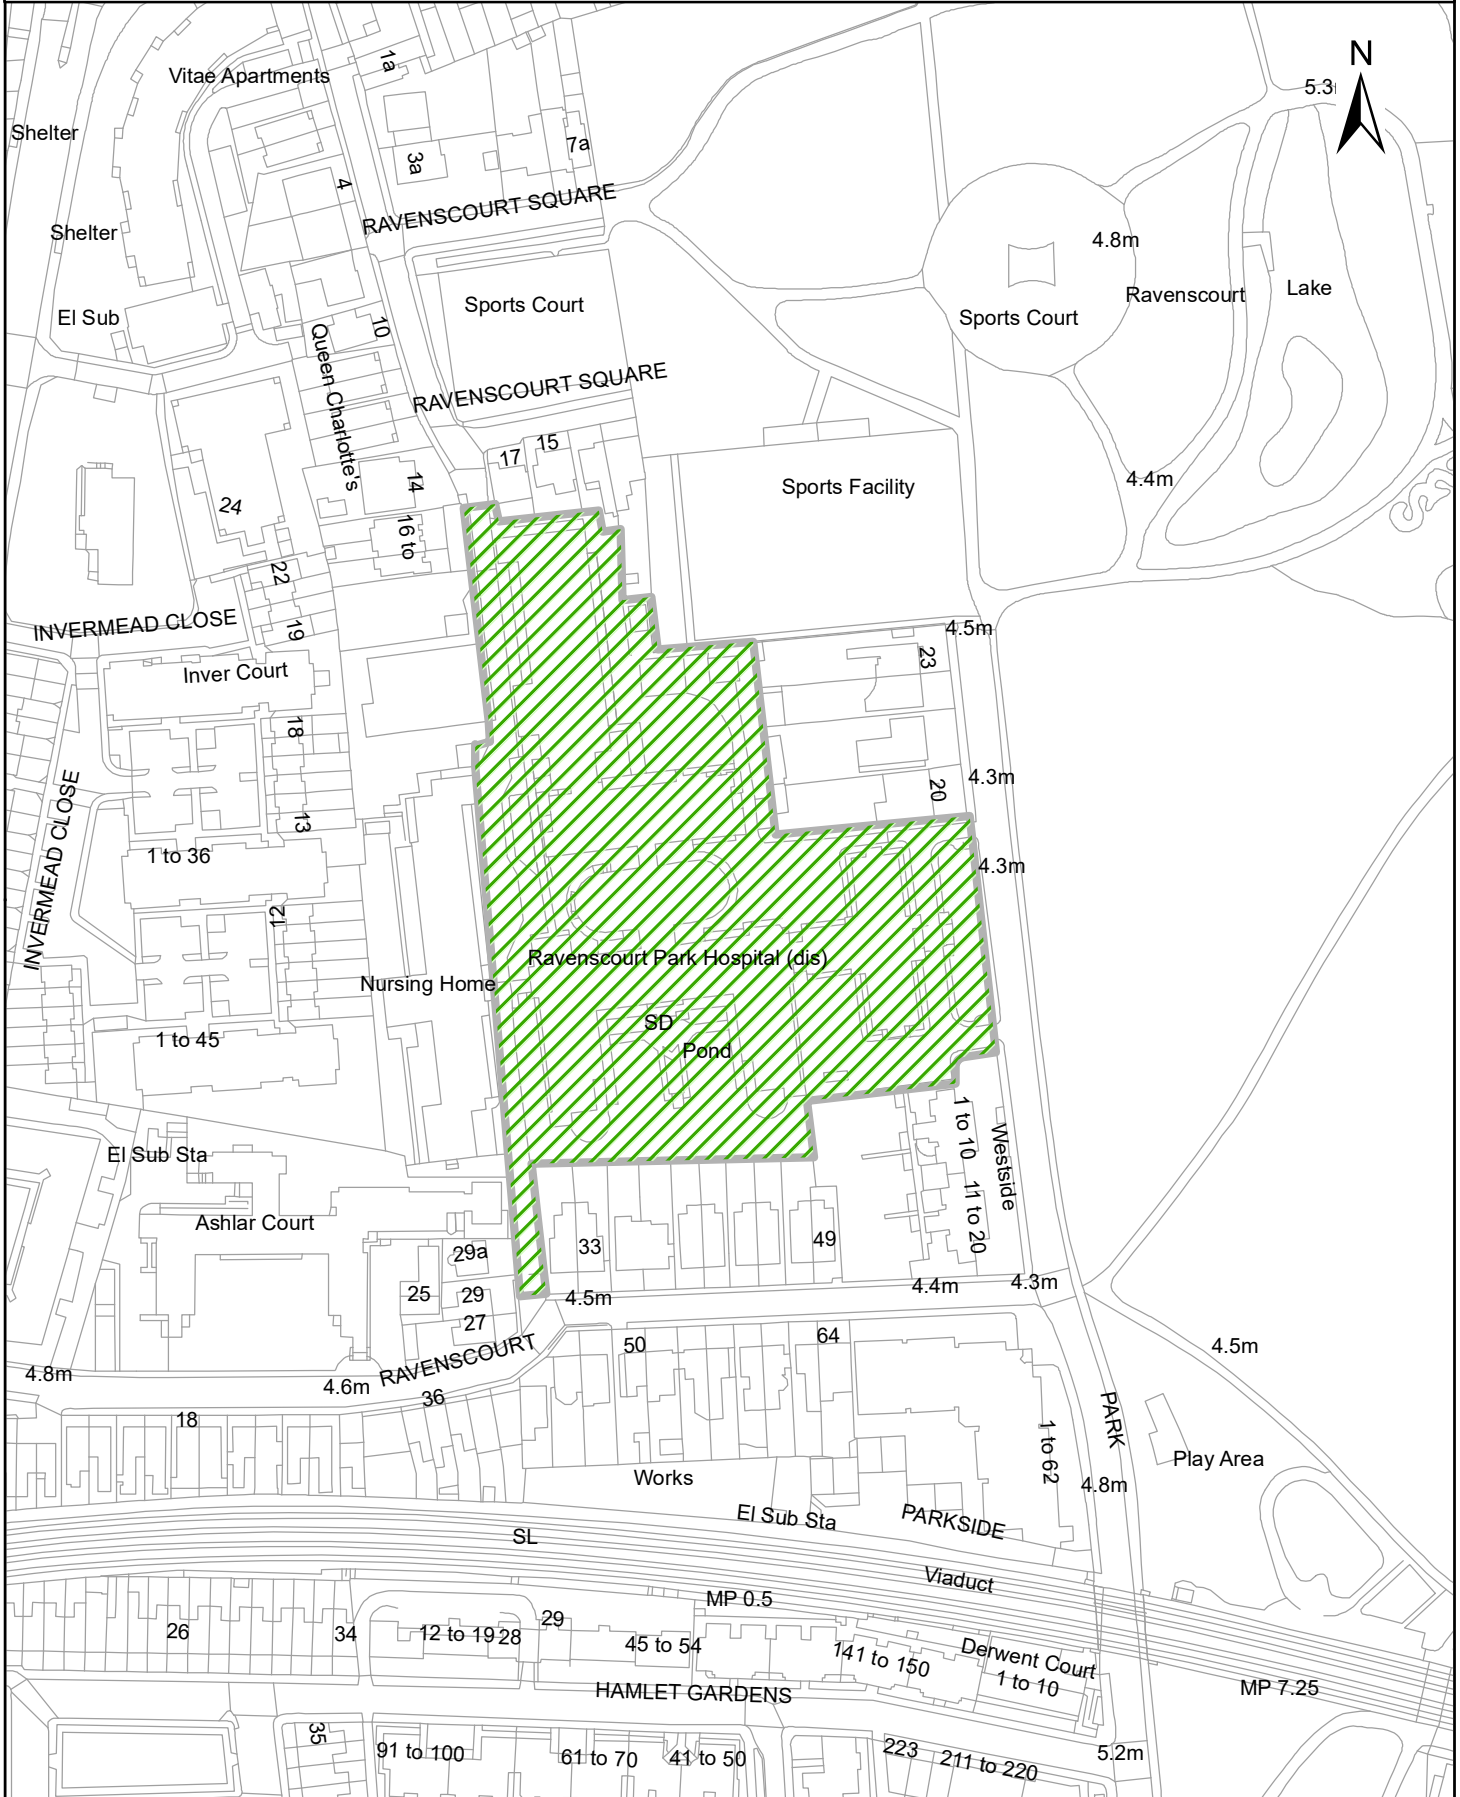 N
1a
Vitae Apartments
5.3
Shelter
7a
3a
4
RAVENSCOURT SQUARE
Shelter
4.8m
Ravenscourt
Lake
Sports Court
El Sub
Sports Court
10
Queen Charlotte's
RAVENSCOURT SQUARE
15
17
14
Sports Facility
4.4m
24
16 to
22
INVERMEAD CLOSE
19
4.5m
23
Inver Court
18
4.3m
20
INVERMEAD CLOSE
13
1 to 36
4.3m
12
Ravenscourt Park Hospital (dis)
Nursing Home
SD
1 to 45
Pond
1 to 10
Westside
El Sub Sta
11 to 20
Ashlar Court
49
33
29a
4.3m
4.4m
25
29
4.5m
27
RAVENSCOURT
50
64
4.5m
4.8m
4.6m
36
18
PARK
1 to 62
Play Area
Works
4.8m
El Sub Sta
PARKSIDE
SL
Viaduct
MP 0.5
29
26
34
12 to 19
28
45 to 54
141 to 150
Derwent Court
1 to 10
MP 7.25
HAMLET GARDENS
35
91 to 100
61 to 70
41 to 50
223
211 to 220
5.2m